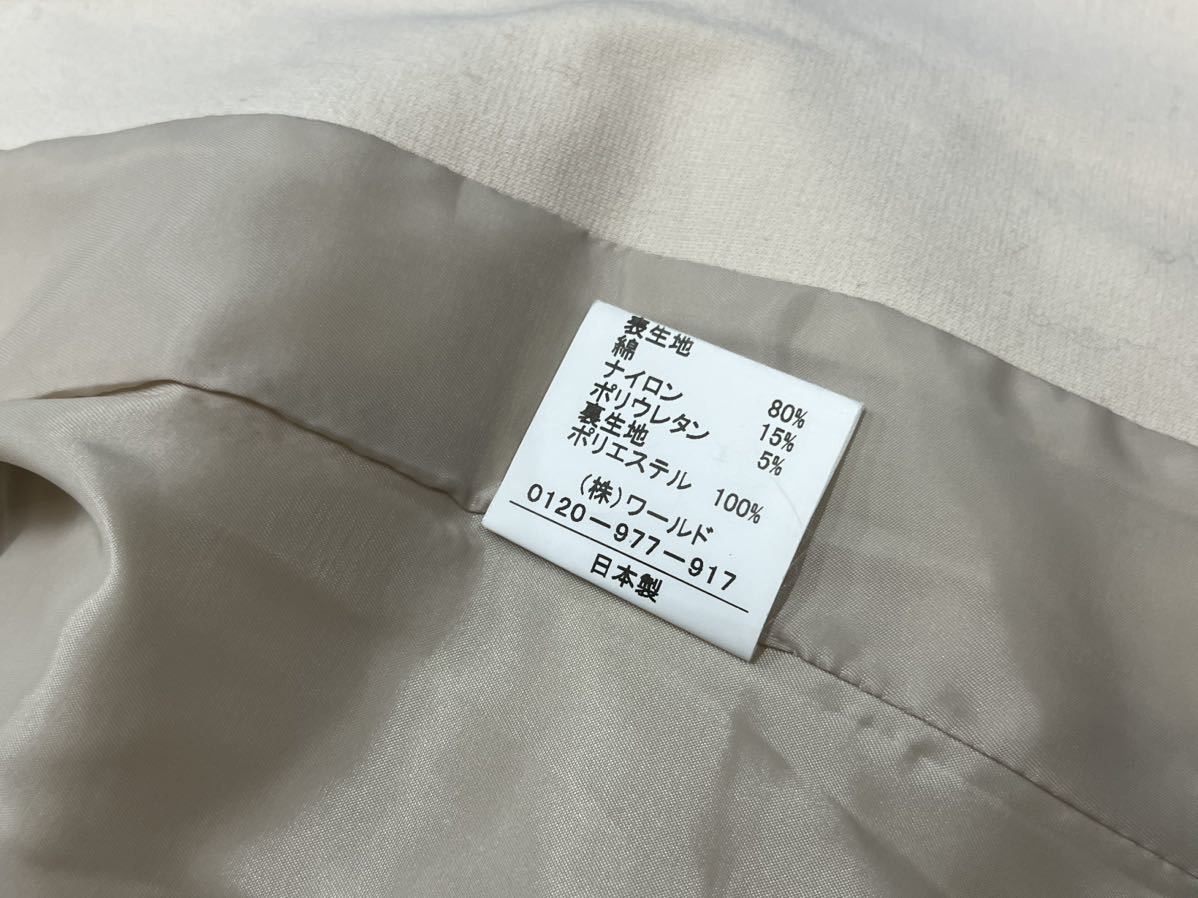 表生地
綿 80%
ナイロン 15%
ポリウレタン 5%
裏生地
ポリエステル 100%
(株)ワールド
0120-977-917
日本製